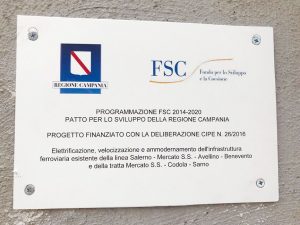 REGIONE CAMPANIA
FSC
Fondo per lo Sviluppo
e la Coesione
PROGRAMMAZIONE FSC 2014-2020
PATTO PER LO SVILUPPO DELLA REGIONE CAMPANIA
PROGETTO FINANZIATO CON LA DELIBERAZIONE CIPE N. 26/2016
Elettrificazione, velocizzazione e ammodernamento dell'infrastruttura
ferroviaria esistente della linea Salerno - Mercato S.S. - Avellino - Benevento
e della tratta Mercato S.S. - Codola - Sarno